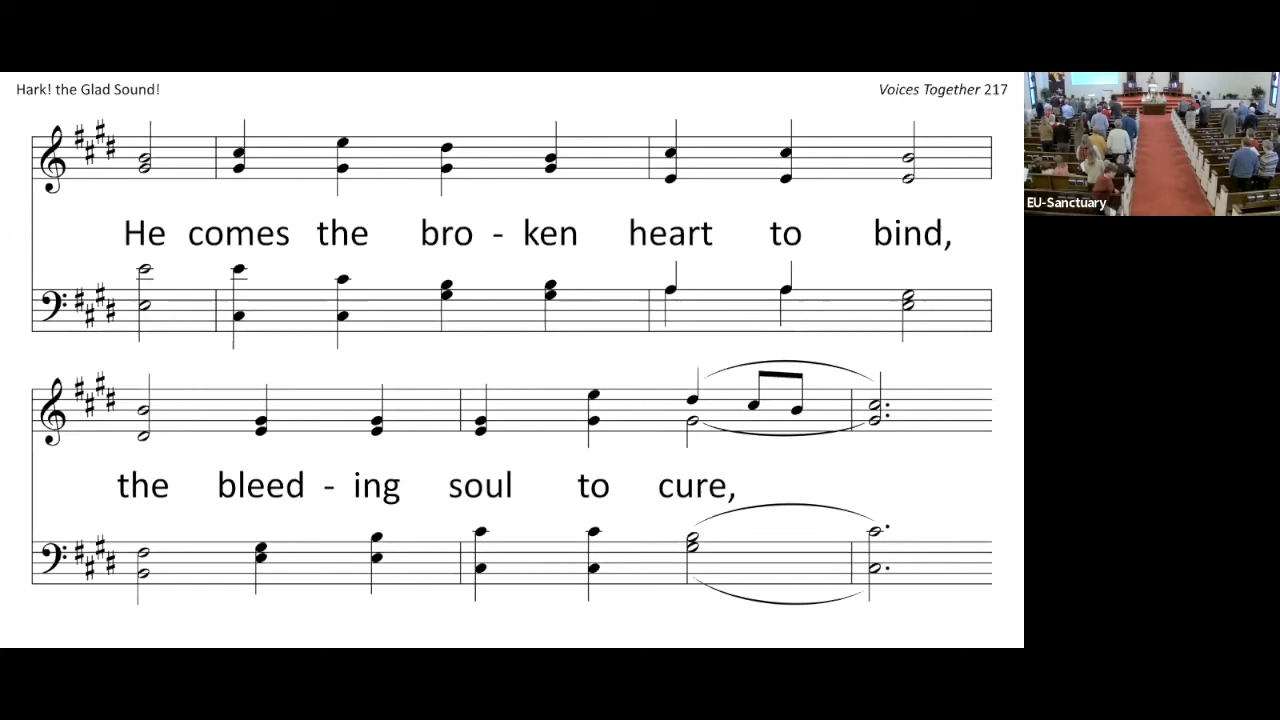 Hark! the Glad Sound!
Voices Together 217
He comes the bro - ken heart to bind,
the bleed - ing soul to cure,
EU-Sanctuary